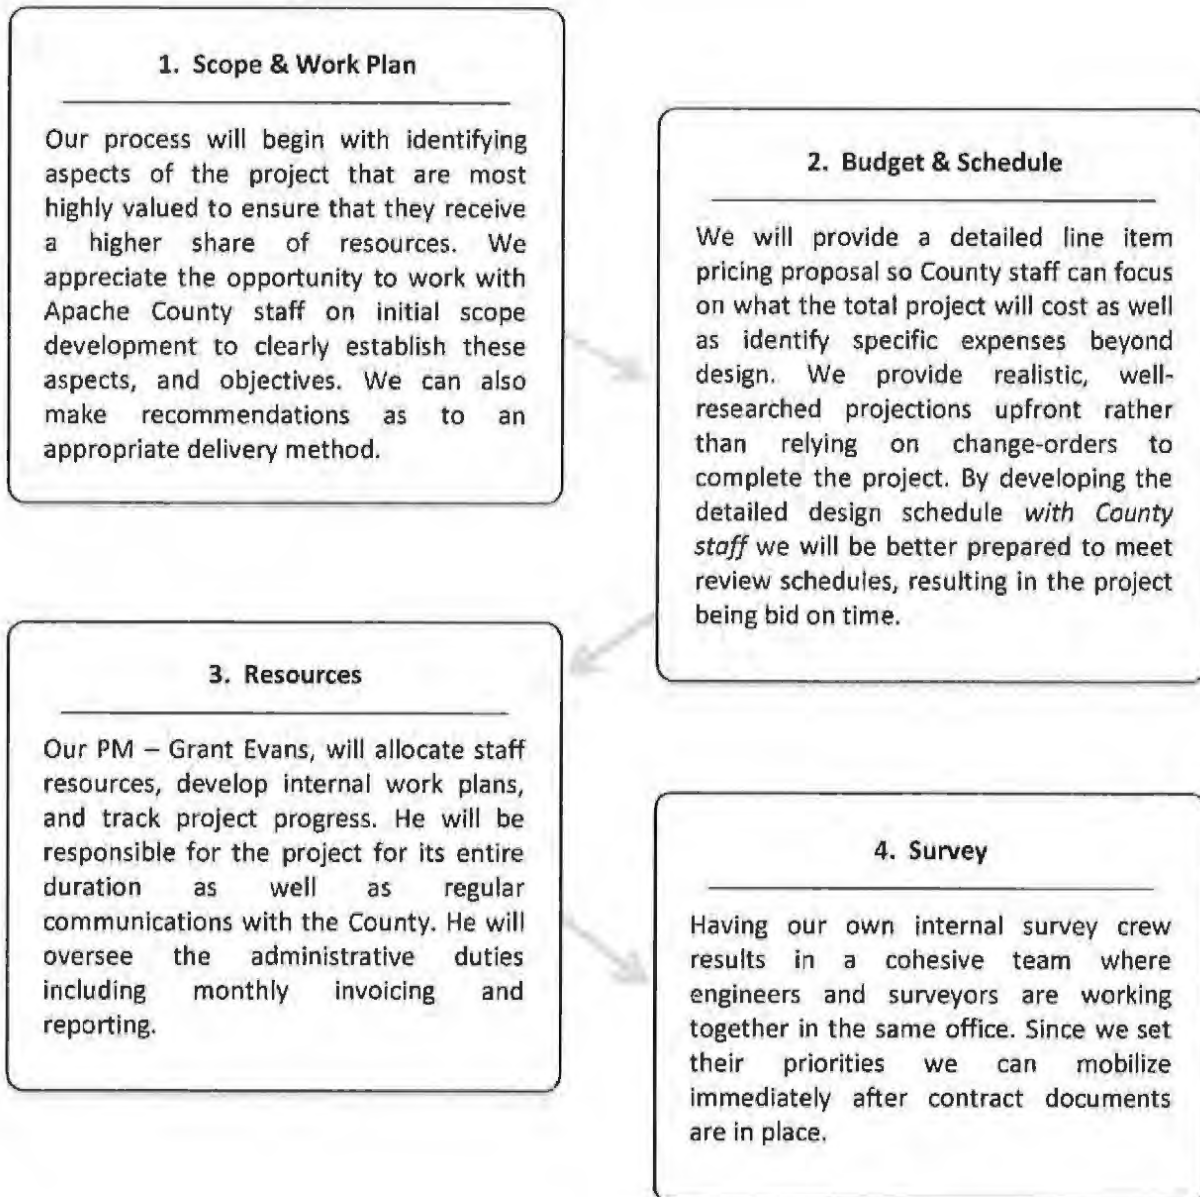 1. Scope & Work Plan
Our process will begin with identifying
aspects of the project that are most
highly valued to ensure that they receive
a higher share of resources. We
appreciate the opportunity to work with
Apache County staff on initial scope
development to clearly establish these
aspects, and objectives. We can also
make recommendations as to an
appropriate delivery method.
2. Budget & Schedule
We will provide a detailed line item
pricing proposal so County staff can focus
on what the total project will cost as well
as identify specific expenses beyond
design. We provide realistic, well-
researched projections upfront rather
than relying on change-orders to
complete the project. By developing the
detailed design schedule with County
staff we will be better prepared to meet
review schedules, resulting in the project
being bid on time.
3. Resources
Our PM – Grant Evans, will allocate staff
resources, develop internal work plans,
and track project progress. He will be
responsible for the project for its entire
duration as well as regular
communications with the County. He will
oversee the administrative duties
including monthly invoicing and
reporting.
4. Survey
Having our own internal survey crew
results in a cohesive team where
engineers and surveyors are working
together in the same office. Since we set
their priorities we can mobilize
immediately after contract documents
are in place.